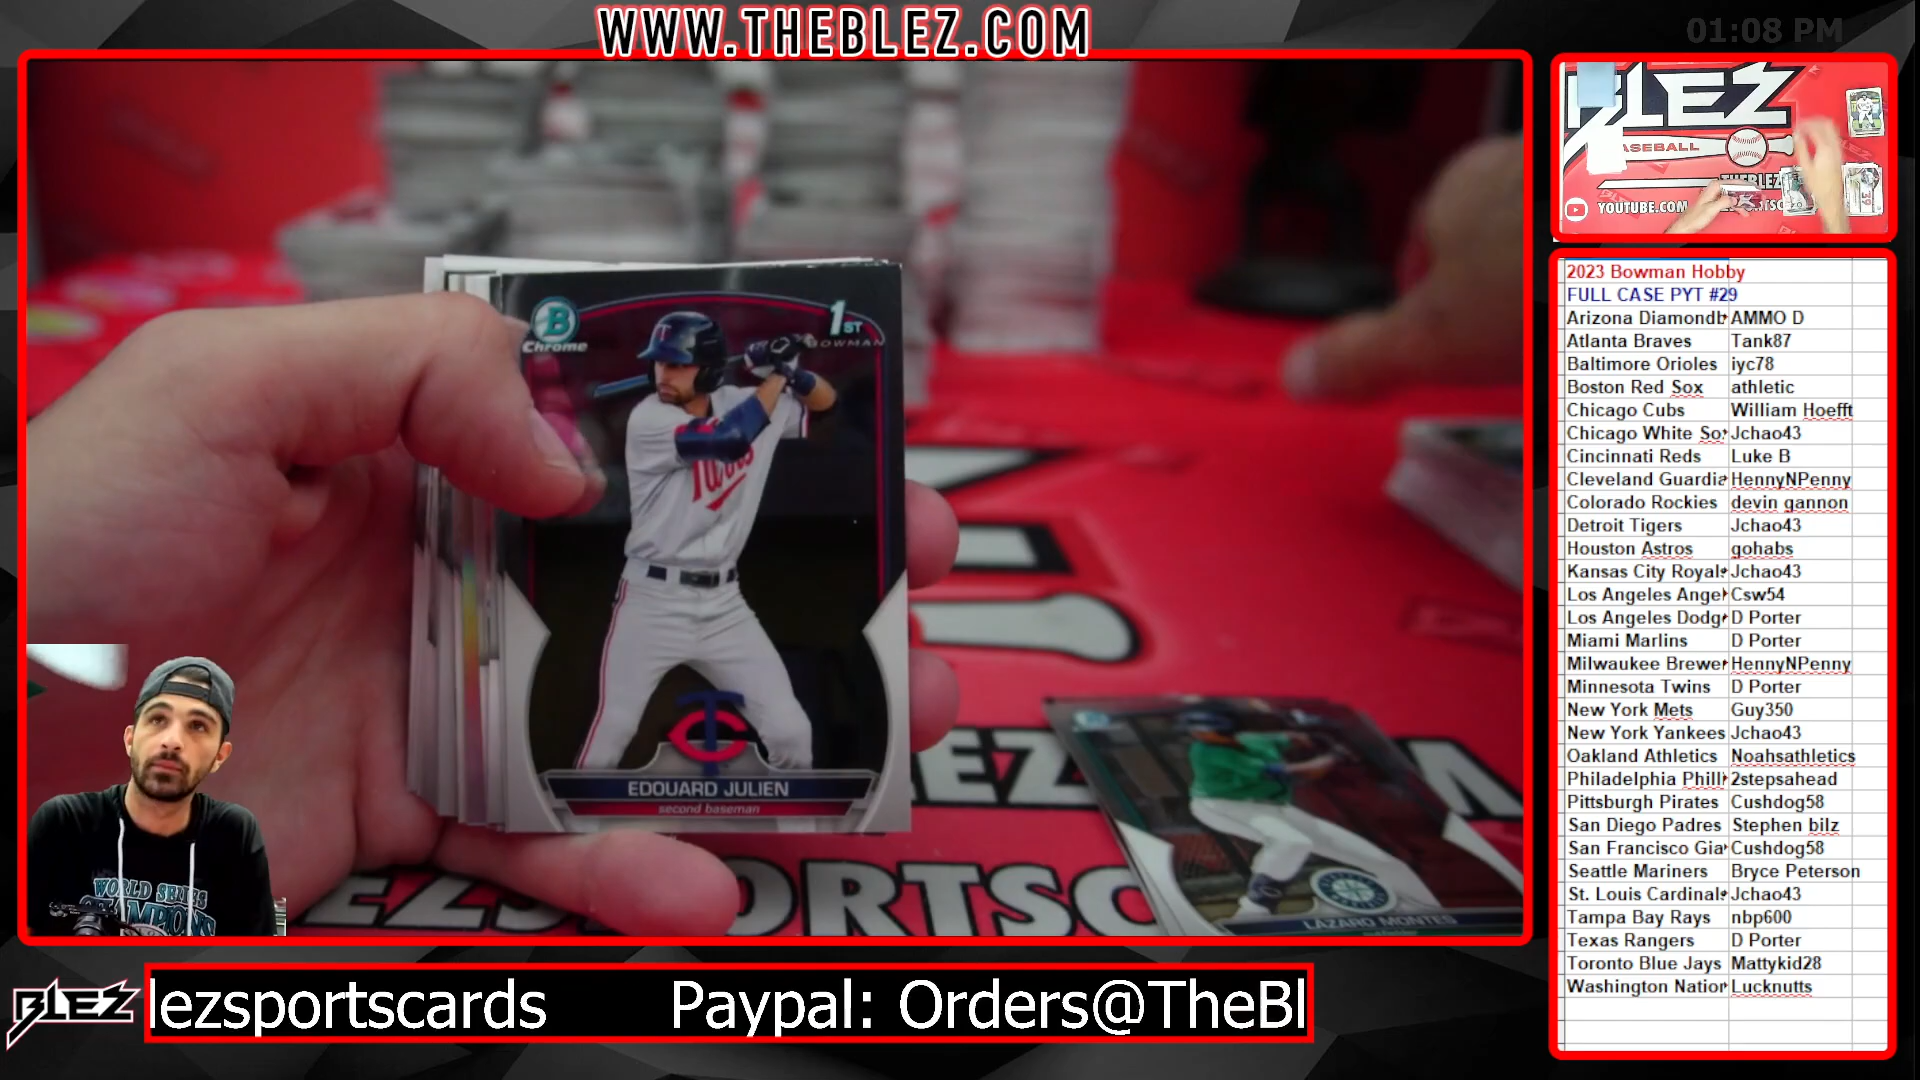 WWW.THEBLEZ.COM
01:08 PM
BLEZ
BASEBALL
THEBLEZ
YOUTUBE.COM
B
Chrome
1ST
BOWMAN
Twins
TC
EDOUARD JULIEN
second baseman
LAZARO MONTES
WORLD SERIES
CHAMPIONS
2023 Bowman Hobby
FULL CASE PYT #29
Arizona Diamondb AMMO D
Atlanta Braves Tank87
Baltimore Orioles iyc78
Boston Red Sox athletic
Chicago Cubs William Hoefft
Chicago White So Jchao43
Cincinnati Reds Luke B
Cleveland Guardia HennyNPenny
Colorado Rockies devin gannon
Detroit Tigers Jchao43
Houston Astros gohabs
Kansas City Royals Jchao43
Los Angeles Angel Csw54
Los Angeles Dodg D Porter
Miami Marlins D Porter
Milwaukee Brewer HennyNPenny
Minnesota Twins D Porter
New York Mets Guy350
New York Yankees Jchao43
Oakland Athletics Noahsathletics
Philadelphia Philli 2stepsahead
Pittsburgh Pirates Cushdog58
San Diego Padres Stephen bilz
San Francisco Gia Cushdog58
Seattle Mariners Bryce Peterson
St. Louis Cardinals Jchao43
Tampa Bay Rays nbp600
Texas Rangers D Porter
Toronto Blue Jays Mattykid28
Washington Nation Lucknutts
BLEZ
lezsportscards Paypal: Orders@TheBl